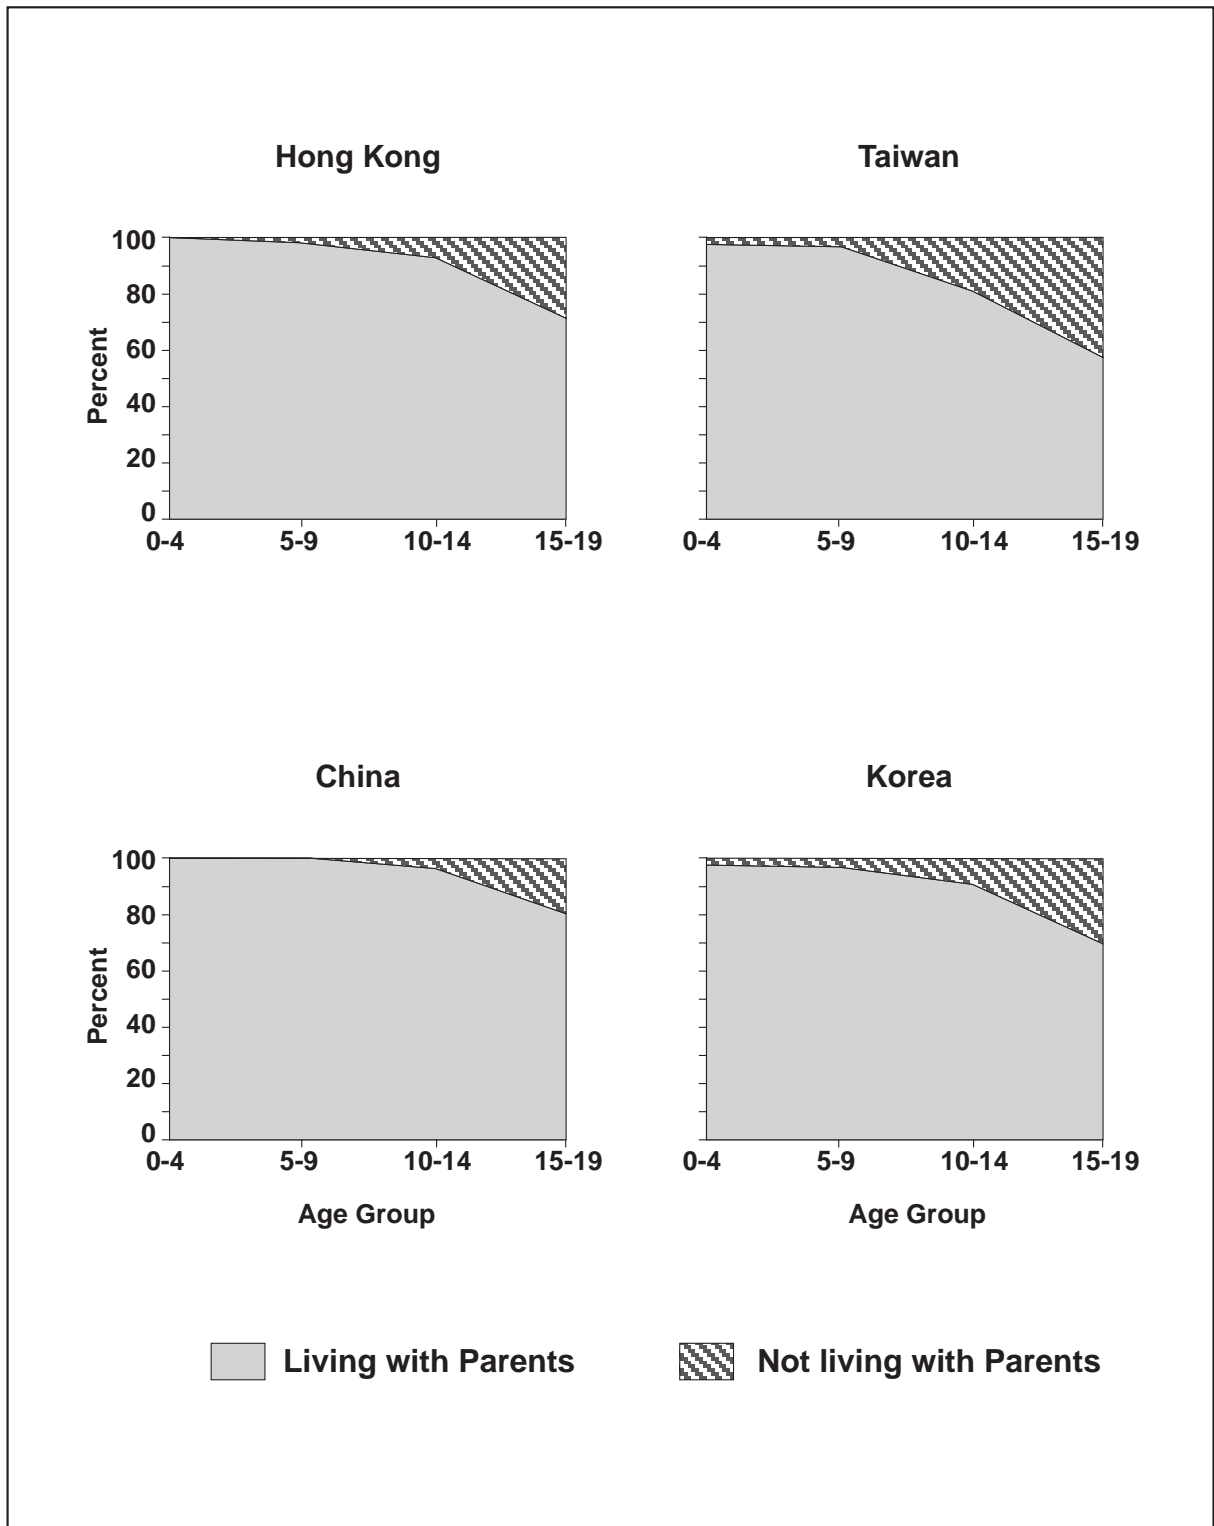 Hong Kong
Taiwan
Percent
100
80
60
40
20
0
0-4 5-9 10-14 15-19
0-4 5-9 10-14 15-19
China
Korea
Percent
100
80
60
40
20
0
0-4 5-9 10-14 15-19
0-4 5-9 10-14 15-19
Age Group
Age Group
Living with Parents
Not living with Parents